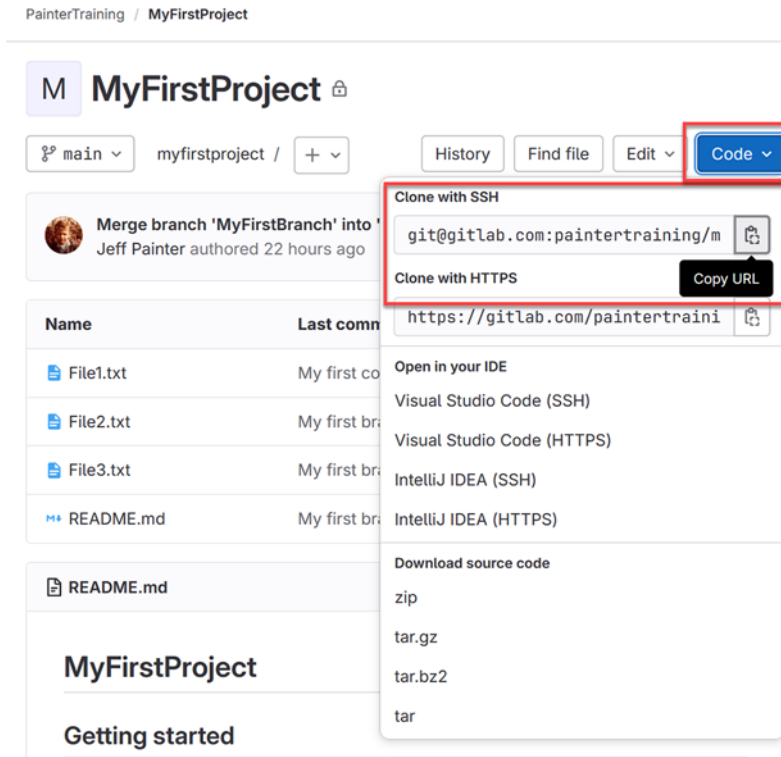 PainterTraining / MyFirstProject
M MyFirstProject
main myfirstproject / +
History Find file Edit Code
Merge branch 'MyFirstBranch' into '
Jeff Painter authored 22 hours ago
Clone with SSH
git@gitlab.com:paintertraining/m
Clone with HTTPS
Copy URL
https://gitlab.com/paintertraini
Name Last comm
File1.txt My first co
File2.txt My first bra
File3.txt My first bra
README.md My first bra
Open in your IDE
Visual Studio Code (SSH)
Visual Studio Code (HTTPS)
IntelliJ IDEA (SSH)
IntelliJ IDEA (HTTPS)
Download source code
zip
tar.gz
tar.bz2
tar
README.md
MyFirstProject
Getting started